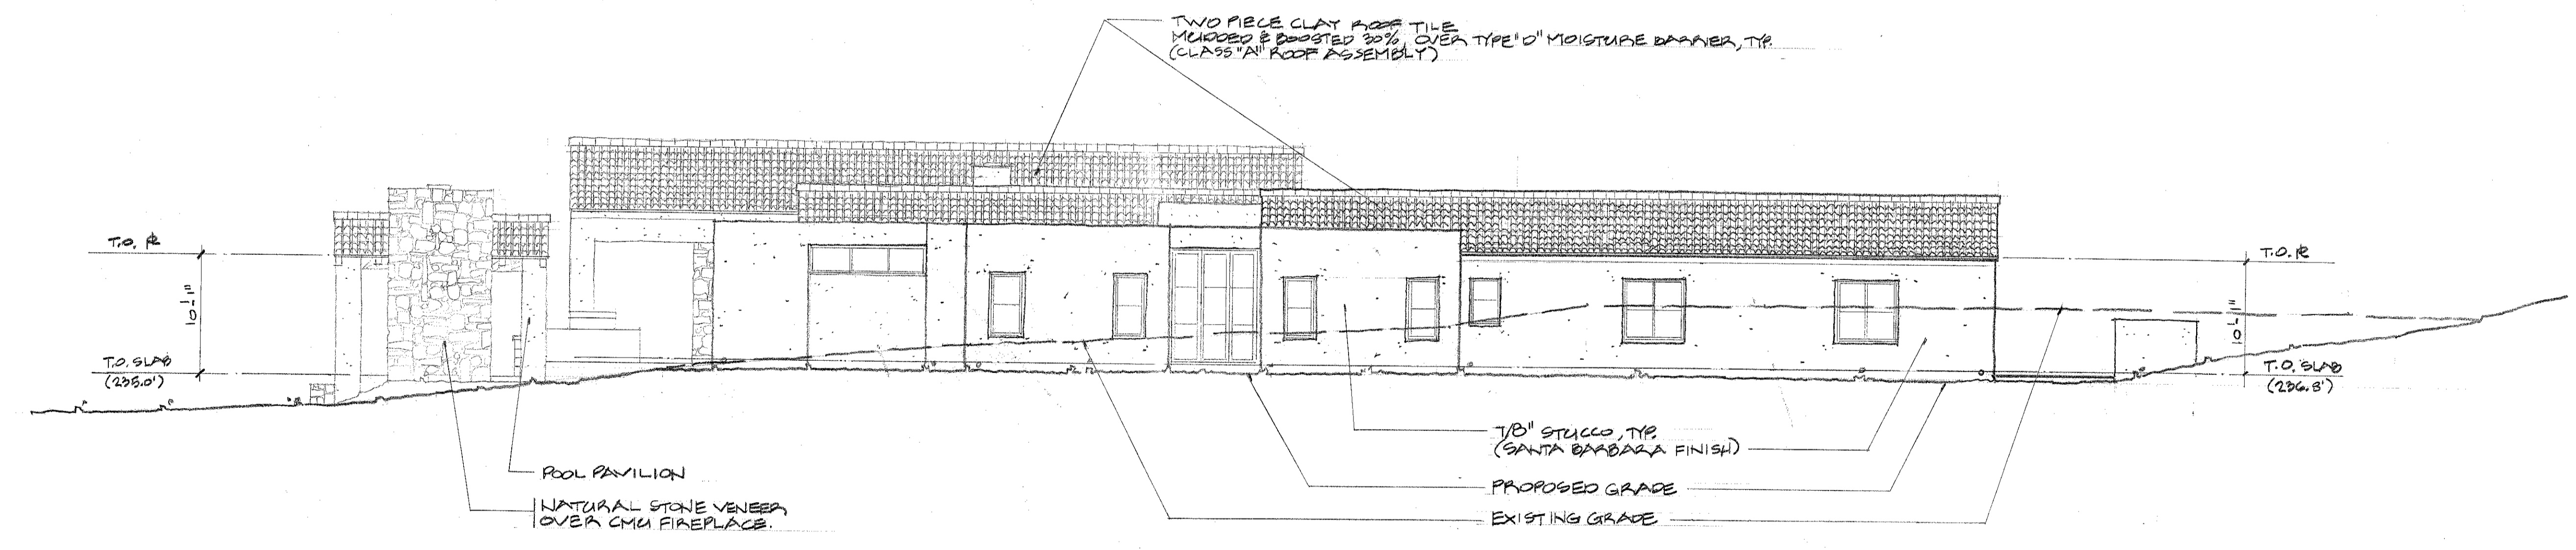 TWO PIECE CLAY ROOF TILE
MUDDED & BOOSTED 30%, OVER TYPE "D" MOISTURE BARRIER, TYP.
(CLASS "A" ROOF ASSEMBLY)
T.O. PL
10'-1"
T.O. SLAB
(235.0')
T.O. PL
10'-1"
T.O. SLAB
(236.8')
POOL PAVILION
NATURAL STONE VENEER
OVER CMU FIREPLACE.
7/8" STUCCO, TYP.
(SANTA BARBARA FINISH)
PROPOSED GRADE
EXISTING GRADE